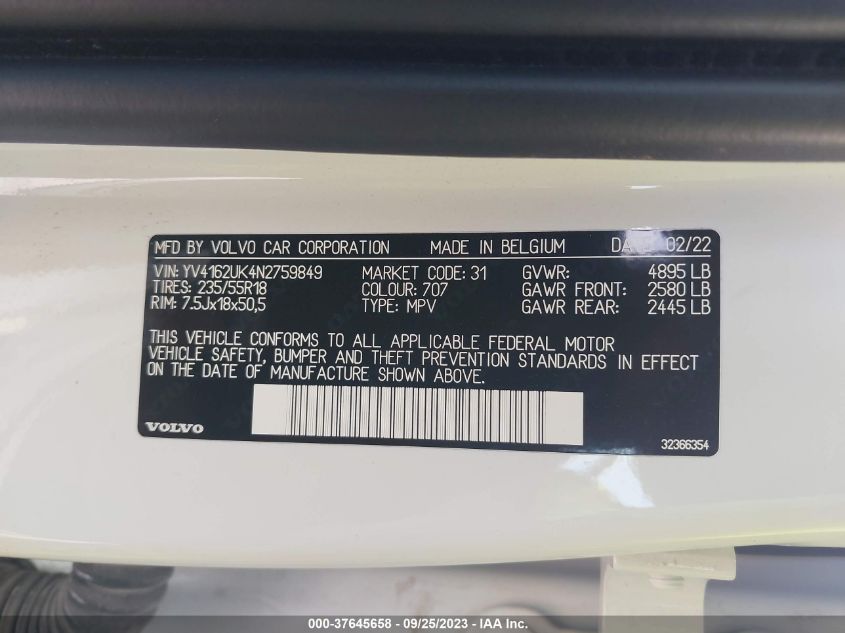 MFD BY VOLVO CAR CORPORATION MADE IN BELGIUM DATE 02/22
VIN: YV4162UK4N2759849 MARKET CODE: 31 GVWR: 4895 LB
TIRES: 235/55R18 COLOUR: 707 GAWR FRONT: 2580 LB
RIM: 7.5Jx18x50,5 TYPE: MPV GAWR REAR: 2445 LB
THIS VEHICLE CONFORMS TO ALL APPLICABLE FEDERAL MOTOR
VEHICLE SAFETY, BUMPER AND THEFT PREVENTION STANDARDS IN EFFECT
ON THE DATE OF MANUFACTURE SHOWN ABOVE.
VOLVO 32366354
000-37645658 - 09/25/2023 - IAA Inc.